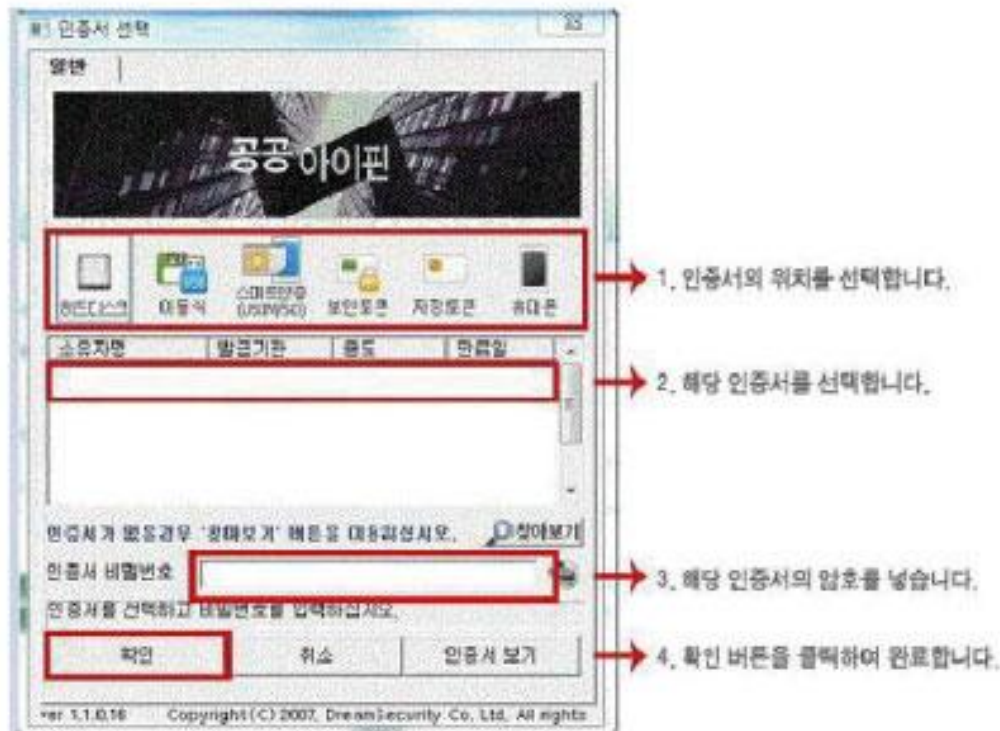 인증서 선택
일반
공공 아이핀
하드디스크 이동식 스마트인증 (USIM/SD) 보안토큰 저장토큰 휴대폰
1. 인증서의 위치를 선택합니다.
소유자명 발급기관 용도 만료일
2. 해당 인증서를 선택합니다.
인증서가 없을경우 '찾아보기' 버튼을 이용하십시오. 찾아보기
인증서 비밀번호
3. 해당 인증서의 암호를 넣습니다.
인증서를 선택하고 비밀번호를 입력하십시오.
확인 취소 인증서 보기
4. 확인 버튼을 클릭하여 완료합니다.
ver 1.1.0.16 Copyright(C) 2007, DreamSecurity Co, Ltd, All rights